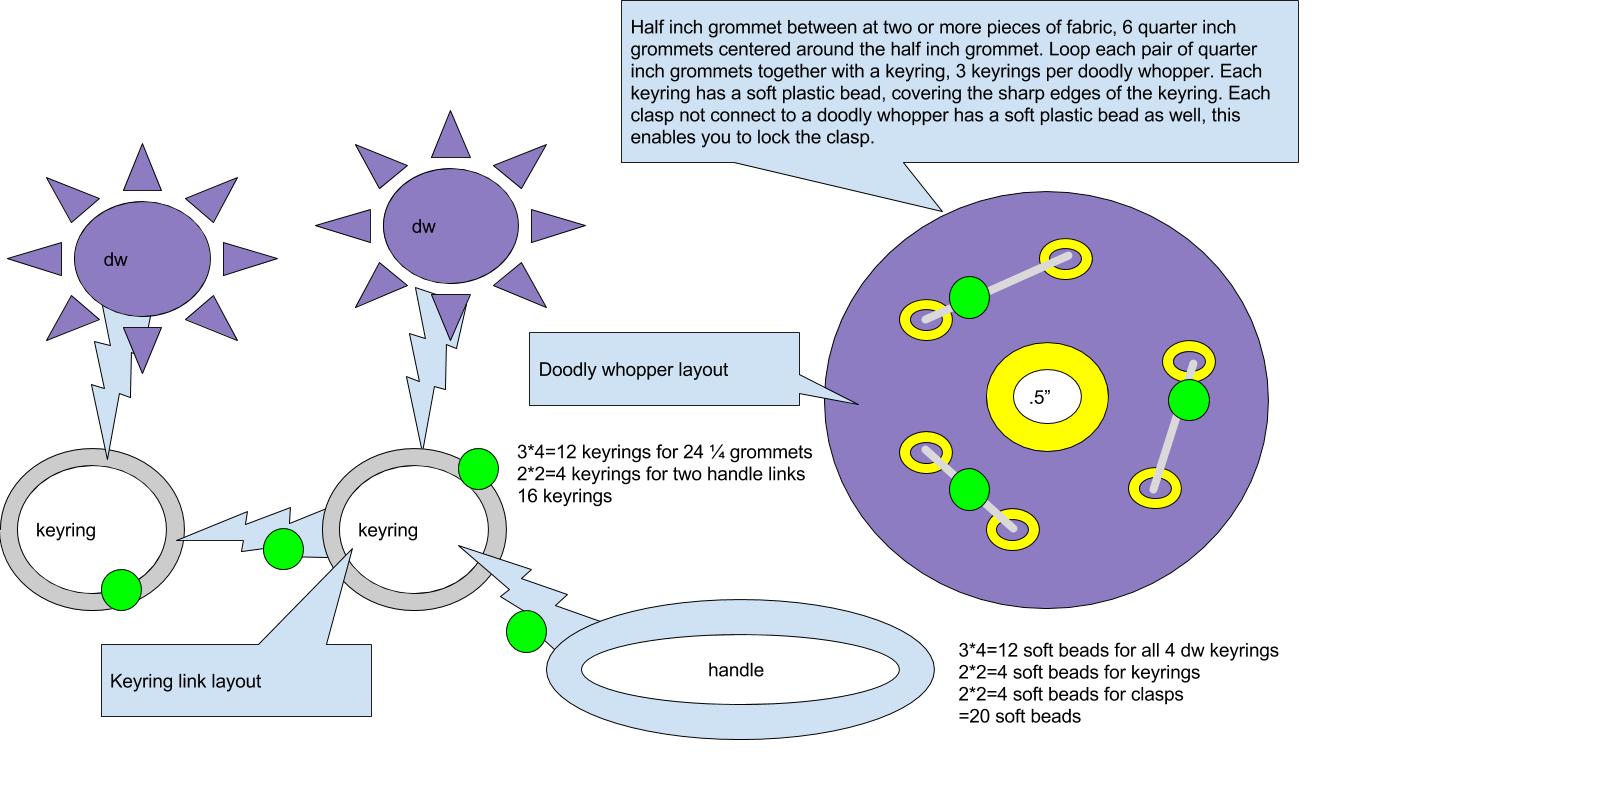 Half inch grommet between at two or more pieces of fabric, 6 quarter inch
grommets centered around the half inch grommet. Loop each pair of quarter
inch grommets together with a keyring, 3 keyrings per doodly whopper. Each
keyring has a soft plastic bead, covering the sharp edges of the keyring. Each
clasp not connect to a doodly whopper has a soft plastic bead as well, this
enables you to lock the clasp.
dw
dw
Doodly whopper layout
.5”
3*4=12 keyrings for 24 ¼ grommets
2*2=4 keyrings for two handle links
16 keyrings
keyring
keyring
Keyring link layout
handle
3*4=12 soft beads for all 4 dw keyrings
2*2=4 soft beads for keyrings
2*2=4 soft beads for clasps
=20 soft beads